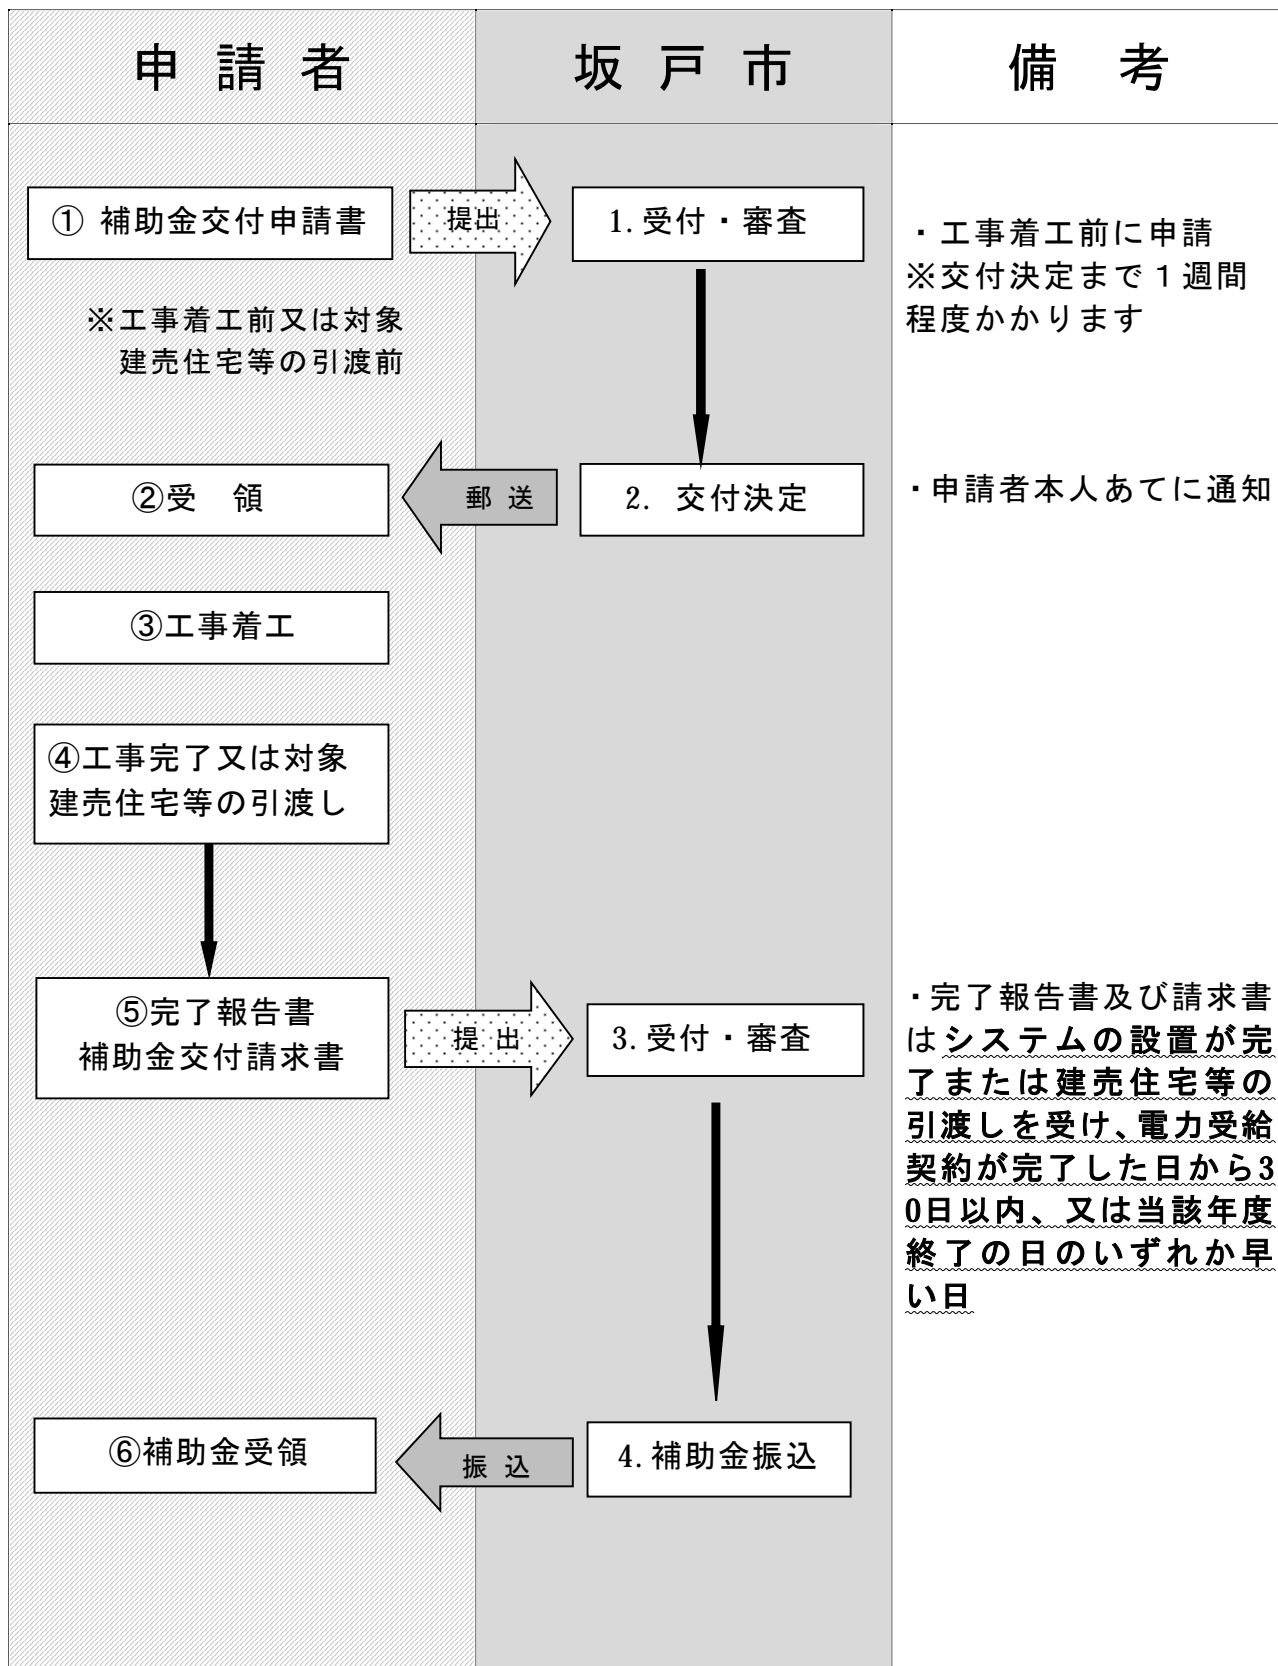 申請者
坂戸市
備考
① 補助金交付申請書
提出
1.受付・審査
・工事着工前に申請
※交付決定まで１週間
程度かかります
※工事着工前又は対象
建売住宅等の引渡前
②受　領
郵送
2. 交付決定
・申請者本人あてに通知
③工事着工
④工事完了又は対象
建売住宅等の引渡し
⑤完了報告書
補助金交付請求書
提出
3.受付・審査
・完了報告書及び請求書
はシステムの設置が完
了または建売住宅等の
引渡しを受け、電力受給
契約が完了した日から3
0日以内、又は当該年度
終了の日のいずれか早
い日
⑥補助金受領
振込
4.補助金振込